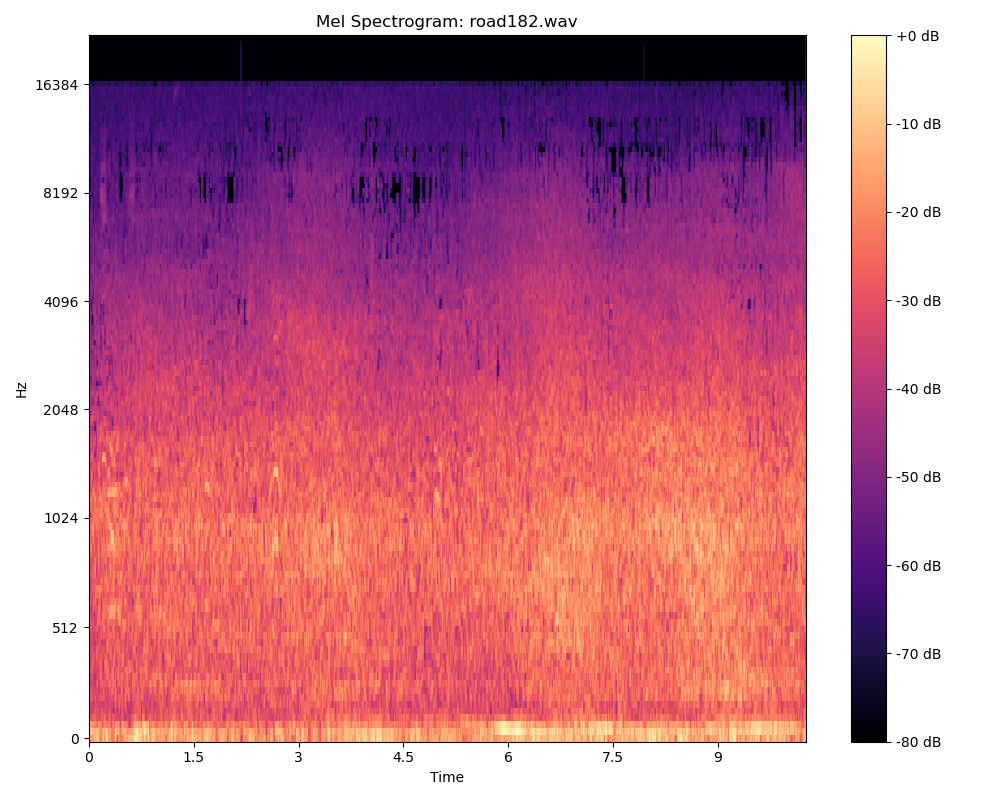 Mel Spectrogram: road182.wav
Hz
16384
8192
4096
2048
1024
512
0
0
1.5
3
4.5
6
7.5
9
Time
+0 dB
-10 dB
-20 dB
-30 dB
-40 dB
-50 dB
-60 dB
-70 dB
-80 dB